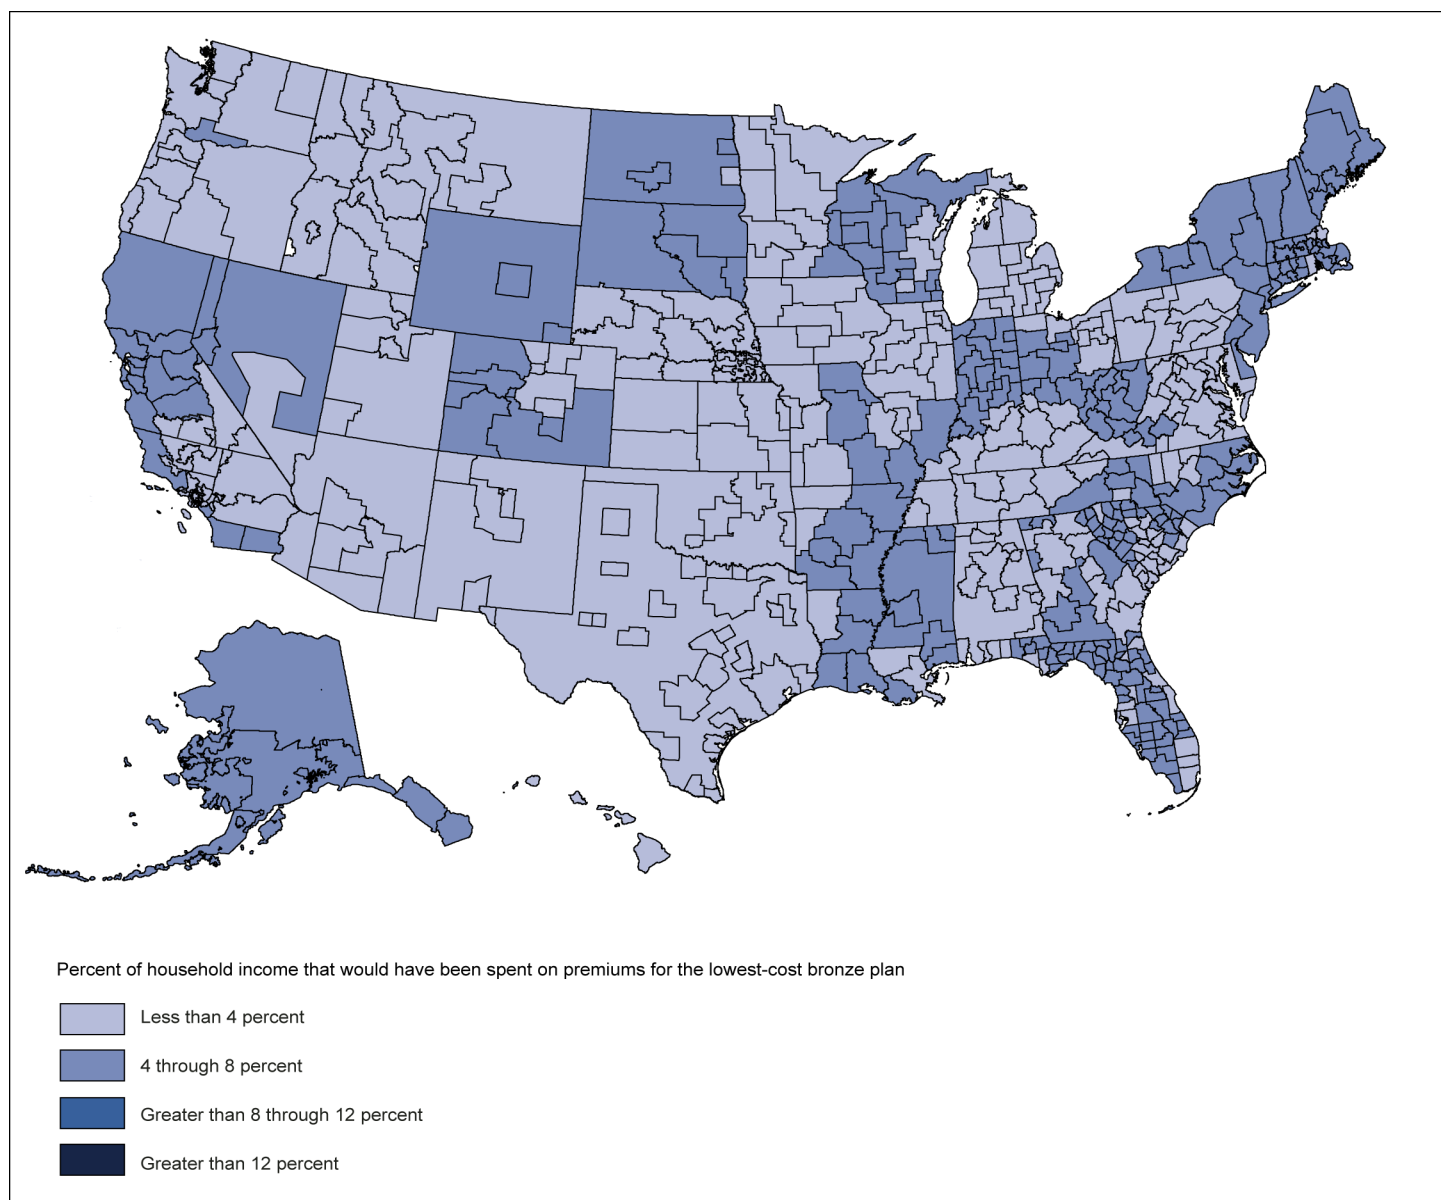 Percent of household income that would have been spent on premiums for the lowest-cost bronze plan
Less than 4 percent
4 through 8 percent
Greater than 8 through 12 percent
Greater than 12 percent